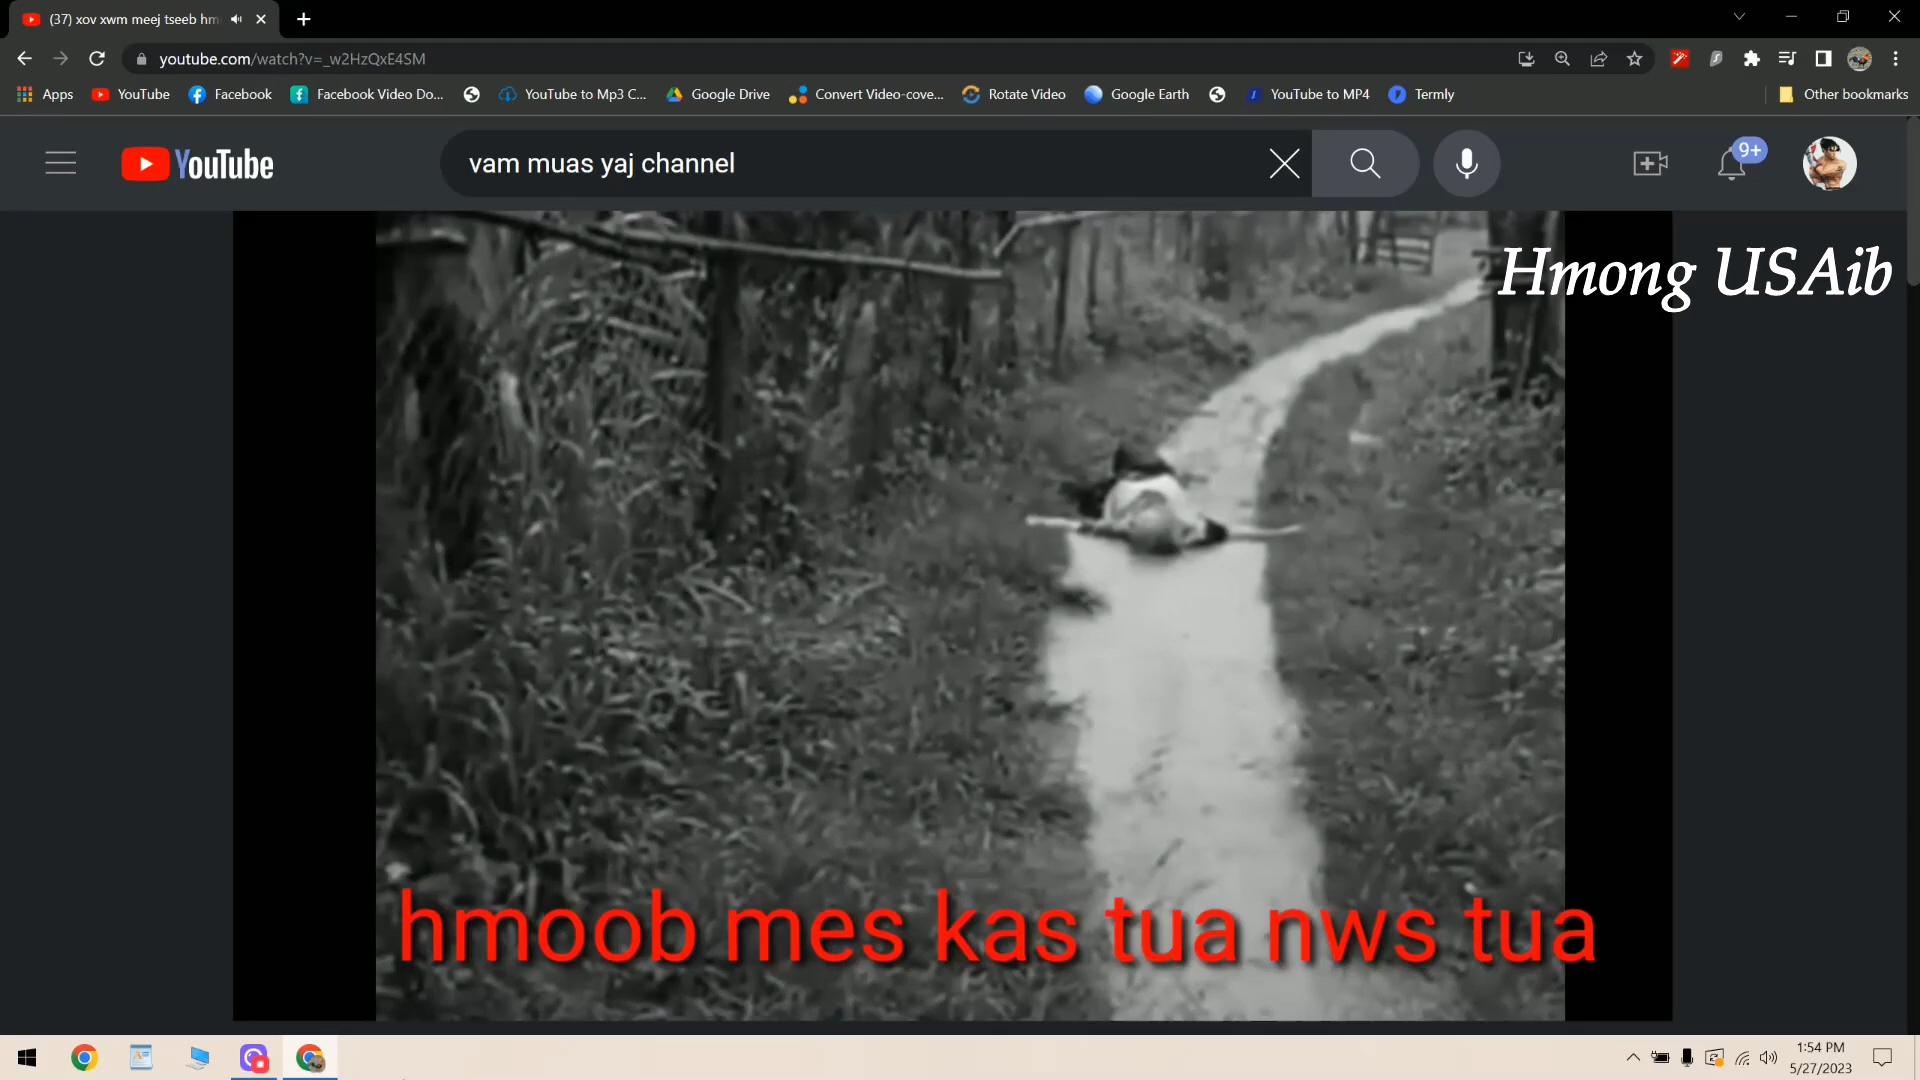 (37) xov xwm meej tseeb hm
youtube.com/watch?v=_w2HzQxE4SM
Apps YouTube Facebook Facebook Video Do... YouTube to Mp3 C... Google Drive Convert Video-cove... Rotate Video Google Earth YouTube to MP4 Termly Other bookmarks
YouTube vam muas yaj channel 9+
Hmong USAib
hmoob mes kas tua nws tua
1:54 PM
5/27/2023